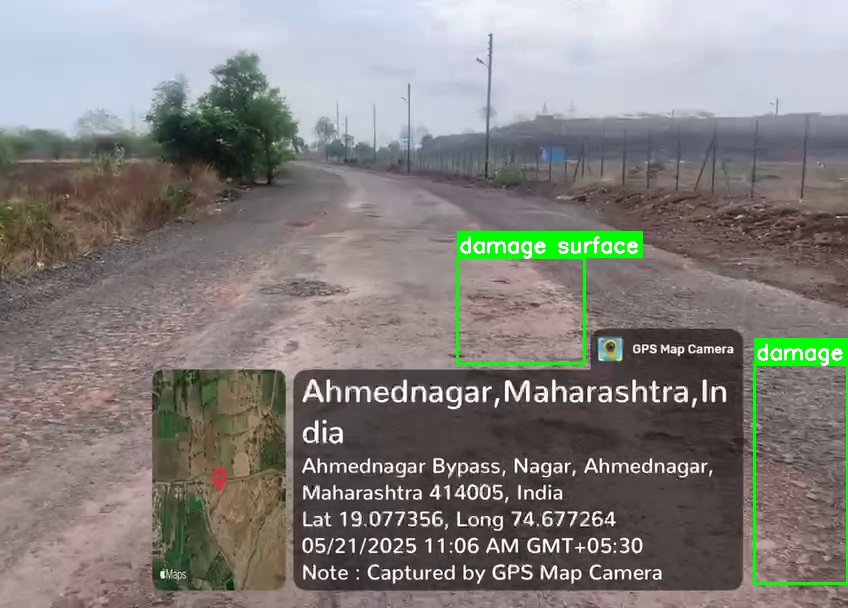 damage surface
damage
GPS Map Camera
Ahmednagar,Maharashtra,In
dia
Ahmednagar Bypass, Nagar, Ahmednagar,
Maharashtra 414005, India
Lat 19.077356, Long 74.677264
05/21/2025 11:06 AM GMT+05:30
Note : Captured by GPS Map Camera
Maps